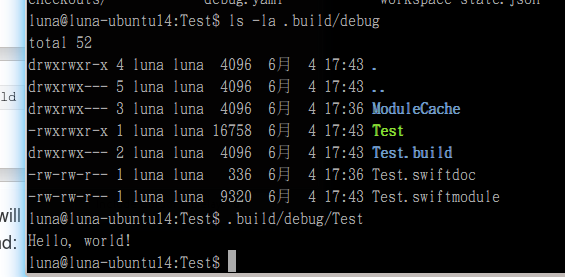 checkouts/ debug.yaml workspace-state.json
luna@luna-ubuntu14:Test$ ls -la .build/debug
total 52
drwxrwxr-x 4 luna luna 4096 6月 4 17:43 .
drwxrwx--- 5 luna luna 4096 6月 4 17:43 ..
drwxrwx--- 3 luna luna 4096 6月 4 17:36 ModuleCache
-rwxrwxr-x 1 luna luna 16758 6月 4 17:43 Test
drwxrwx--- 2 luna luna 4096 6月 4 17:43 Test.build
-rw-rw-r-- 1 luna luna 336 6月 4 17:36 Test.swiftdoc
-rw-rw-r-- 1 luna luna 9320 6月 4 17:43 Test.swiftmodule
luna@luna-ubuntu14:Test$ .build/debug/Test
Hello, world!
luna@luna-ubuntu14:Test$
ld
will
nd: